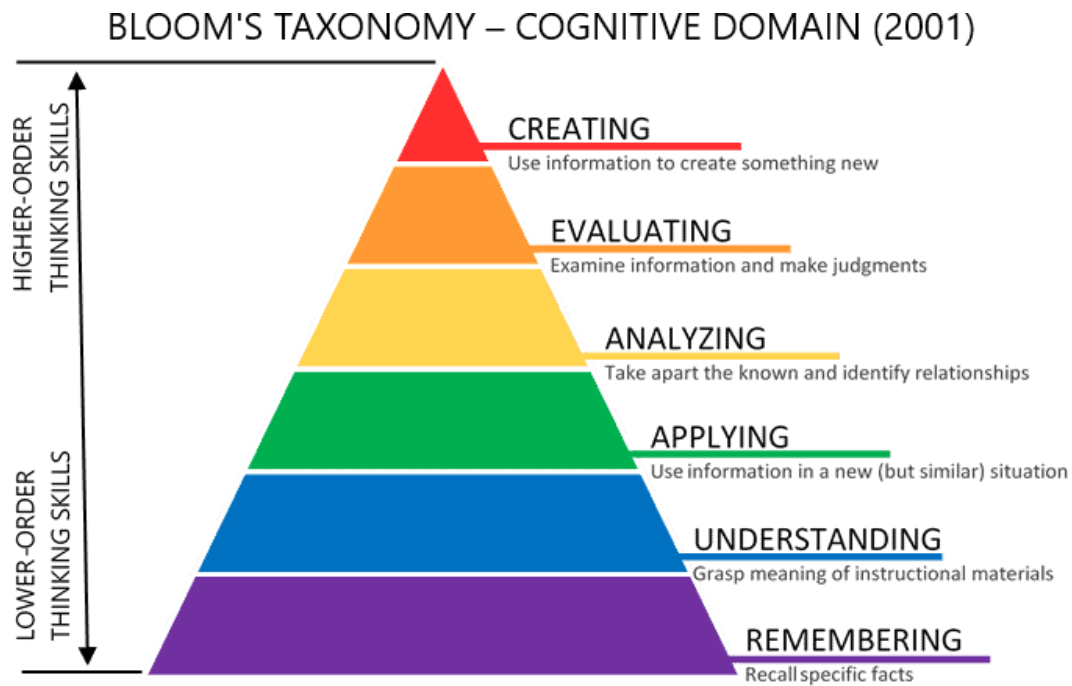 BLOOM'S TAXONOMY – COGNITIVE DOMAIN (2001)
HIGHER-ORDER
THINKING SKILLS
LOWER-ORDER
THINKING SKILLS
CREATING
Use information to create something new
EVALUATING
Examine information and make judgments
ANALYZING
Take apart the known and identify relationships
APPLYING
Use information in a new (but similar) situation
UNDERSTANDING
Grasp meaning of instructional materials
REMEMBERING
Recall specific facts